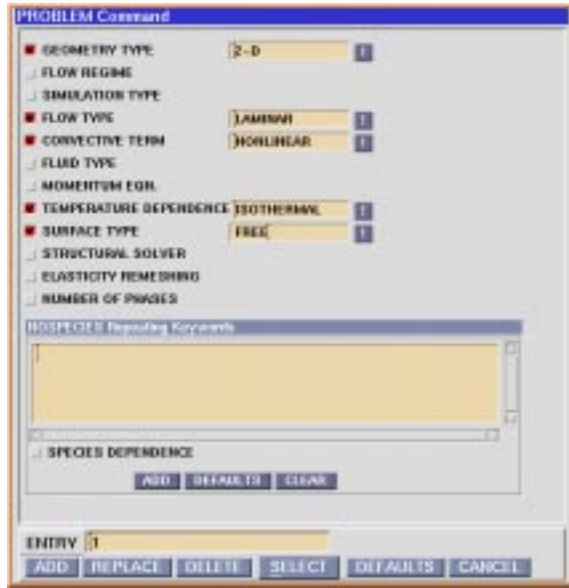 PROBLEM Command
GEOMETRY TYPE 2-D
FLOW REGIME
SIMULATION TYPE
FLOW TYPE LAMINAR
CONVECTIVE TERM NONLINEAR
FLUID TYPE
MOMENTUM EQN.
TEMPERATURE DEPENDENCE ISOTHERMAL
SURFACE TYPE FREE
STRUCTURAL SOLVER
ELASTICITY REMESHING
NUMBER OF PHASES
NOSPECIES Repeating Keywords
SPECIES DEPENDENCE
ADD DEFAULTS CLEAR
ENTRY 1
ADD REPLACE DELETE SELECT DEFAULTS CANCEL